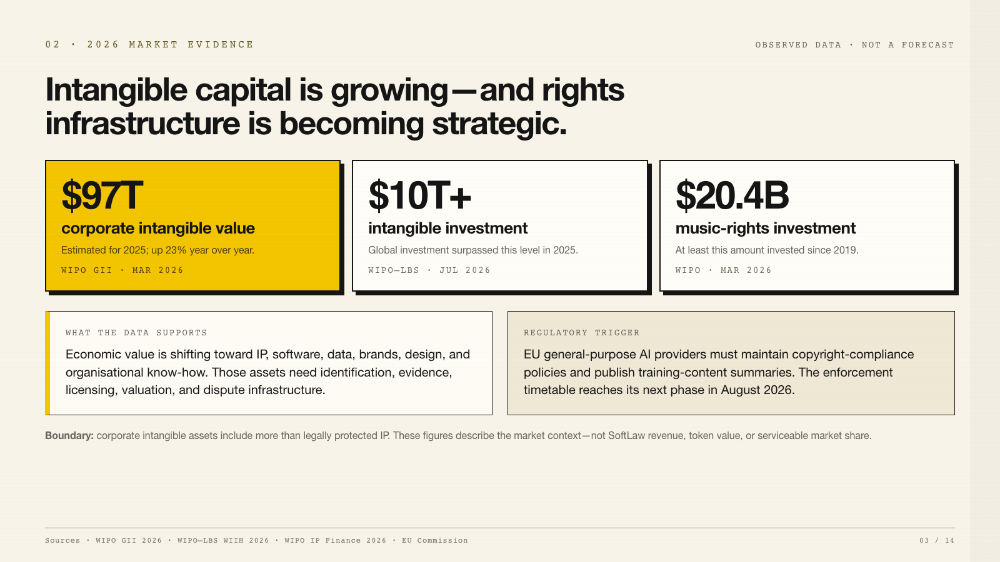 02 · 2026 MARKET EVIDENCE
OBSERVED DATA · NOT A FORECAST
Intangible capital is growing—and rights
infrastructure is becoming strategic.
$97T
corporate intangible value
Estimated for 2025; up 23% year over year.
WIPO GII · MAR 2026
$10T+
intangible investment
Global investment surpassed this level in 2025.
WIPO—LBS · JUL 2026
$20.4B
music-rights investment
At least this amount invested since 2019.
WIPO · MAR 2026
WHAT THE DATA SUPPORTS
Economic value is shifting toward IP, software, data, brands, design, and
organisational know-how. Those assets need identification, evidence,
licensing, valuation, and dispute infrastructure.
REGULATORY TRIGGER
EU general-purpose AI providers must maintain copyright-compliance
policies and publish training-content summaries. The enforcement
timetable reaches its next phase in August 2026.
Boundary: corporate intangible assets include more than legally protected IP. These figures describe the market context—not SoftLaw revenue, token value, or serviceable market share.
Sources · WIPO GII 2026 · WIPO—LBS WIIH 2026 · WIPO IP Finance 2026 · EU Commission
03 / 14